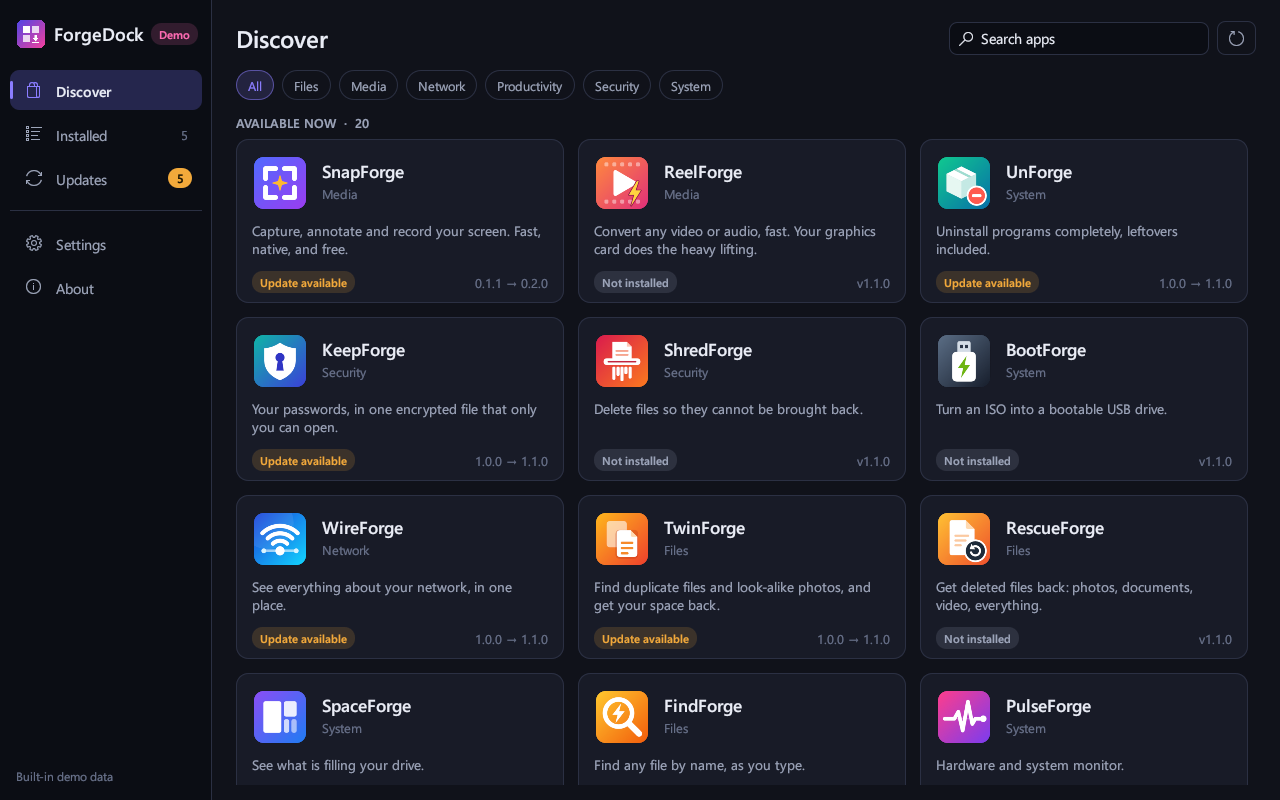 ForgeDock Demo
Discover
Installed 5
Updates 5
Settings
About
Built-in demo data
Discover
Search apps
All Files Media Network Productivity Security System
AVAILABLE NOW · 20
SnapForge
Media
Capture, annotate and record your screen. Fast,
native, and free.
Update available 0.1.1 → 0.2.0
ReelForge
Media
Convert any video or audio, fast. Your graphics
card does the heavy lifting.
Not installed v1.1.0
UnForge
System
Uninstall programs completely, leftovers
included.
Update available 1.0.0 → 1.1.0
KeepForge
Security
Your passwords, in one encrypted file that only
you can open.
Update available 1.0.0 → 1.1.0
ShredForge
Security
Delete files so they cannot be brought back.
Not installed v1.1.0
BootForge
System
Turn an ISO into a bootable USB drive.
Not installed v1.1.0
WireForge
Network
See everything about your network, in one
place.
Update available 1.0.0 → 1.1.0
TwinForge
Files
Find duplicate files and look-alike photos, and
get your space back.
Update available 1.0.0 → 1.1.0
RescueForge
Files
Get deleted files back: photos, documents,
video, everything.
Not installed v1.1.0
SpaceForge
System
See what is filling your drive.
FindForge
Files
Find any file by name, as you type.
PulseForge
System
Hardware and system monitor.